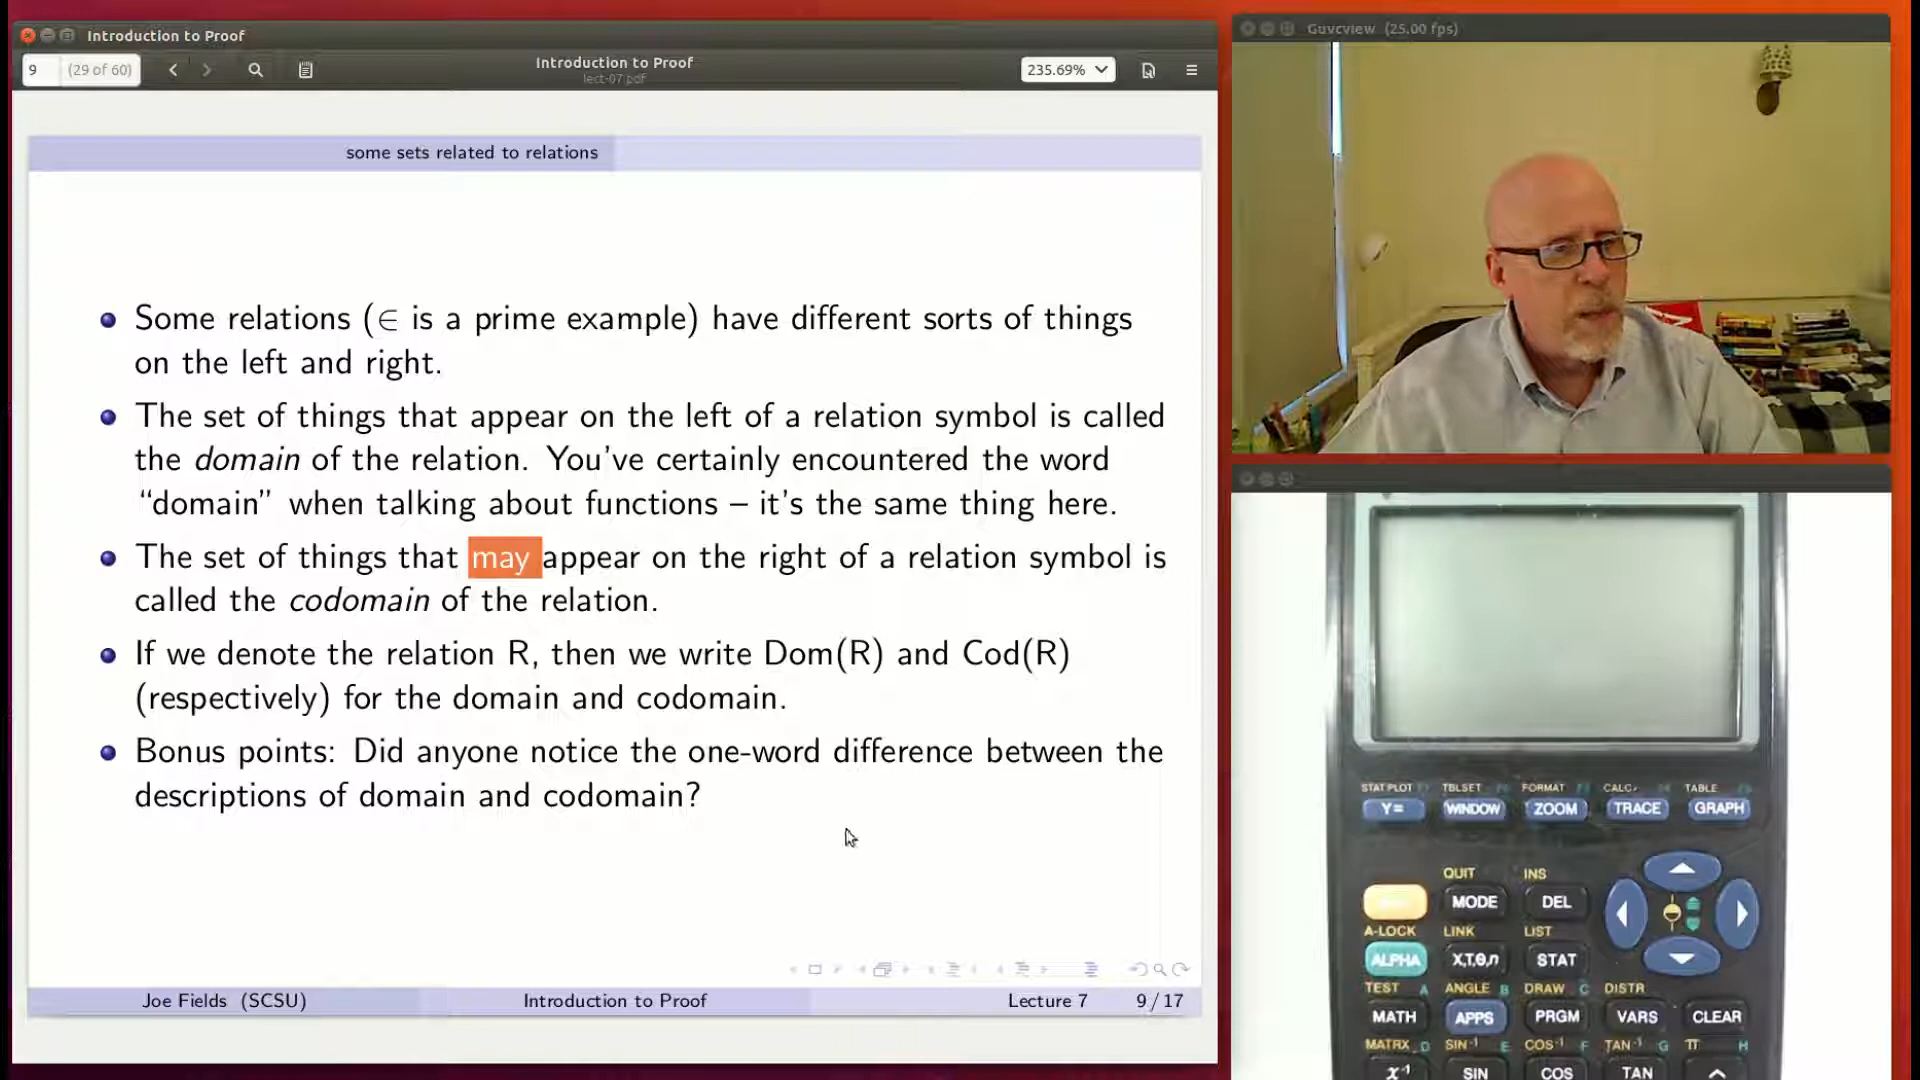 Introduction to Proof
9 (29 of 60)
Introduction to Proof
lect-07.pdf
235.69%
some sets related to relations
Some relations (∈ is a prime example) have different sorts of things
on the left and right.
The set of things that appear on the left of a relation symbol is called
the domain of the relation. You've certainly encountered the word
“domain” when talking about functions – it's the same thing here.
The set of things that may appear on the right of a relation symbol is
called the codomain of the relation.
If we denote the relation R, then we write Dom(R) and Cod(R)
(respectively) for the domain and codomain.
Bonus points: Did anyone notice the one-word difference between the
descriptions of domain and codomain?
Joe Fields (SCSU) Introduction to Proof Lecture 7 9 / 17
Guvcview (25.00 fps)
STAT PLOT TBLSET FORMAT CALC TABLE
Y= WINDOW ZOOM TRACE GRAPH
QUIT INS
MODE DEL
A-LOCK LINK LIST
ALPHA X,T,θ,n STAT
TEST A ANGLE B DRAW C DISTR
MATH APPS PRGM VARS CLEAR
MATRX D SIN⁻¹ E COS⁻¹ F TAN⁻¹ G π H
x⁻¹ SIN COS TAN ^